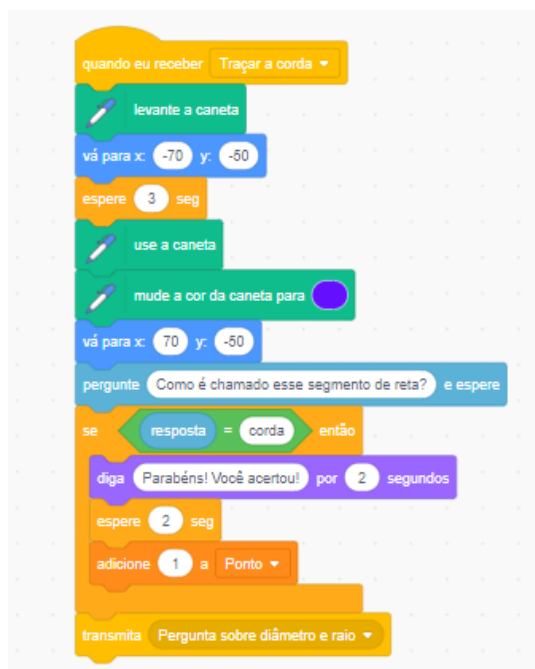 quando eu receber Traçar a corda
levante a caneta
vá para x: -70 y: -50
espere 3 seg
use a caneta
mude a cor da caneta para
vá para x: 70 y: -50
pergunte Como é chamado esse segmento de reta? e espere
se resposta = corda então
diga Parabéns! Você acertou! por 2 segundos
espere 2 seg
adicione 1 a Ponto
transmita Pergunta sobre diâmetro e raio